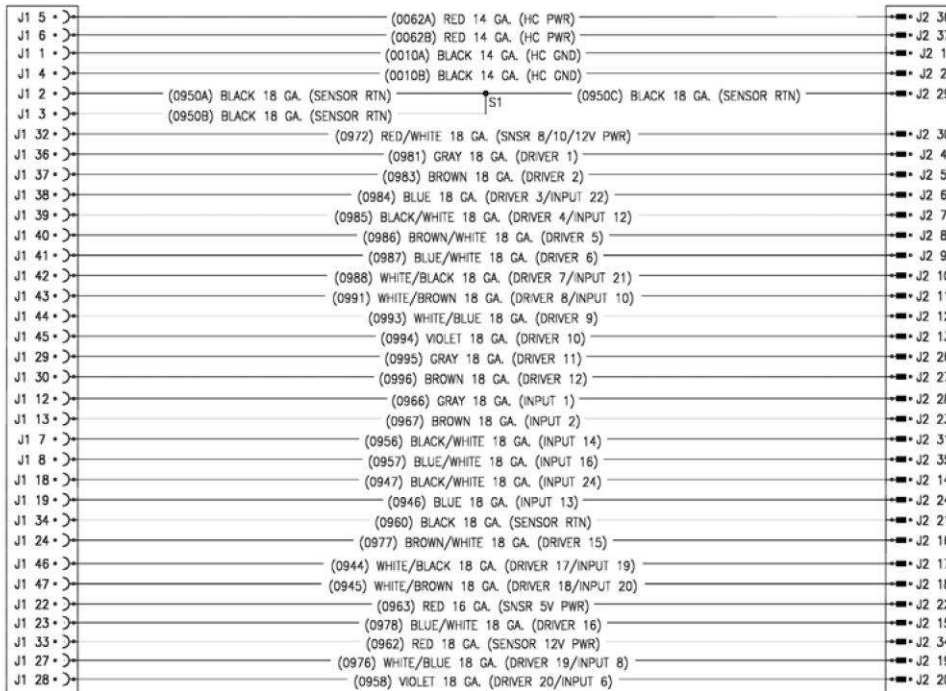 J1 5 (0062A) RED 14 GA. (HC PWR) J2 36
J1 6 (0062B) RED 14 GA. (HC PWR) J2 37
J1 1 (0010A) BLACK 14 GA. (HC GND) J2 1
J1 4 (0010B) BLACK 14 GA. (HC GND) J2 2
J1 2 (0950A) BLACK 18 GA. (SENSOR RTN) S1 (0950C) BLACK 18 GA. (SENSOR RTN) J2 29
J1 3 (0950B) BLACK 18 GA. (SENSOR RTN)
J1 32 (0972) RED/WHITE 18 GA. (SNSR 8/10/12V PWR) J2 30
J1 36 (0981) GRAY 18 GA. (DRIVER 1) J2 4
J1 37 (0983) BROWN 18 GA. (DRIVER 2) J2 5
J1 38 (0984) BLUE 18 GA. (DRIVER 3/INPUT 22) J2 6
J1 39 (0985) BLACK/WHITE 18 GA. (DRIVER 4/INPUT 12) J2 7
J1 40 (0986) BROWN/WHITE 18 GA. (DRIVER 5) J2 8
J1 41 (0987) BLUE/WHITE 18 GA. (DRIVER 6) J2 9
J1 42 (0988) WHITE/BLACK 18 GA. (DRIVER 7/INPUT 21) J2 10
J1 43 (0991) WHITE/BROWN 18 GA. (DRIVER 8/INPUT 10) J2 11
J1 44 (0993) WHITE/BLUE 18 GA. (DRIVER 9) J2 12
J1 45 (0994) VIOLET 18 GA. (DRIVER 10) J2 13
J1 29 (0995) GRAY 18 GA. (DRIVER 11) J2 26
J1 30 (0996) BROWN 18 GA. (DRIVER 12) J2 27
J1 12 (0966) GRAY 18 GA. (INPUT 1) J2 28
J1 13 (0967) BROWN 18 GA. (INPUT 2) J2 23
J1 7 (0956) BLACK/WHITE 18 GA. (INPUT 14) J2 31
J1 8 (0957) BLUE/WHITE 18 GA. (INPUT 16) J2 35
J1 18 (0947) BLACK/WHITE 18 GA. (INPUT 24) J2 14
J1 19 (0946) BLUE 18 GA. (INPUT 13) J2 24
J1 34 (0960) BLACK 18 GA. (SENSOR RTN) J2 21
J1 24 (0977) BROWN/WHITE 18 GA. (DRIVER 15) J2 16
J1 46 (0944) WHITE/BLACK 18 GA. (DRIVER 17/INPUT 19) J2 17
J1 47 (0945) WHITE/BROWN 18 GA. (DRIVER 18/INPUT 20) J2 18
J1 22 (0963) RED 16 GA. (SNSR 5V PWR) J2 22
J1 23 (0978) BLUE/WHITE 18 GA. (DRIVER 16) J2 15
J1 33 (0962) RED 18 GA. (SENSOR 12V PWR) J2 34
J1 27 (0976) WHITE/BLUE 18 GA. (DRIVER 19/INPUT 8) J2 19
J1 28 (0958) VIOLET 18 GA. (DRIVER 20/INPUT 6) J2 25